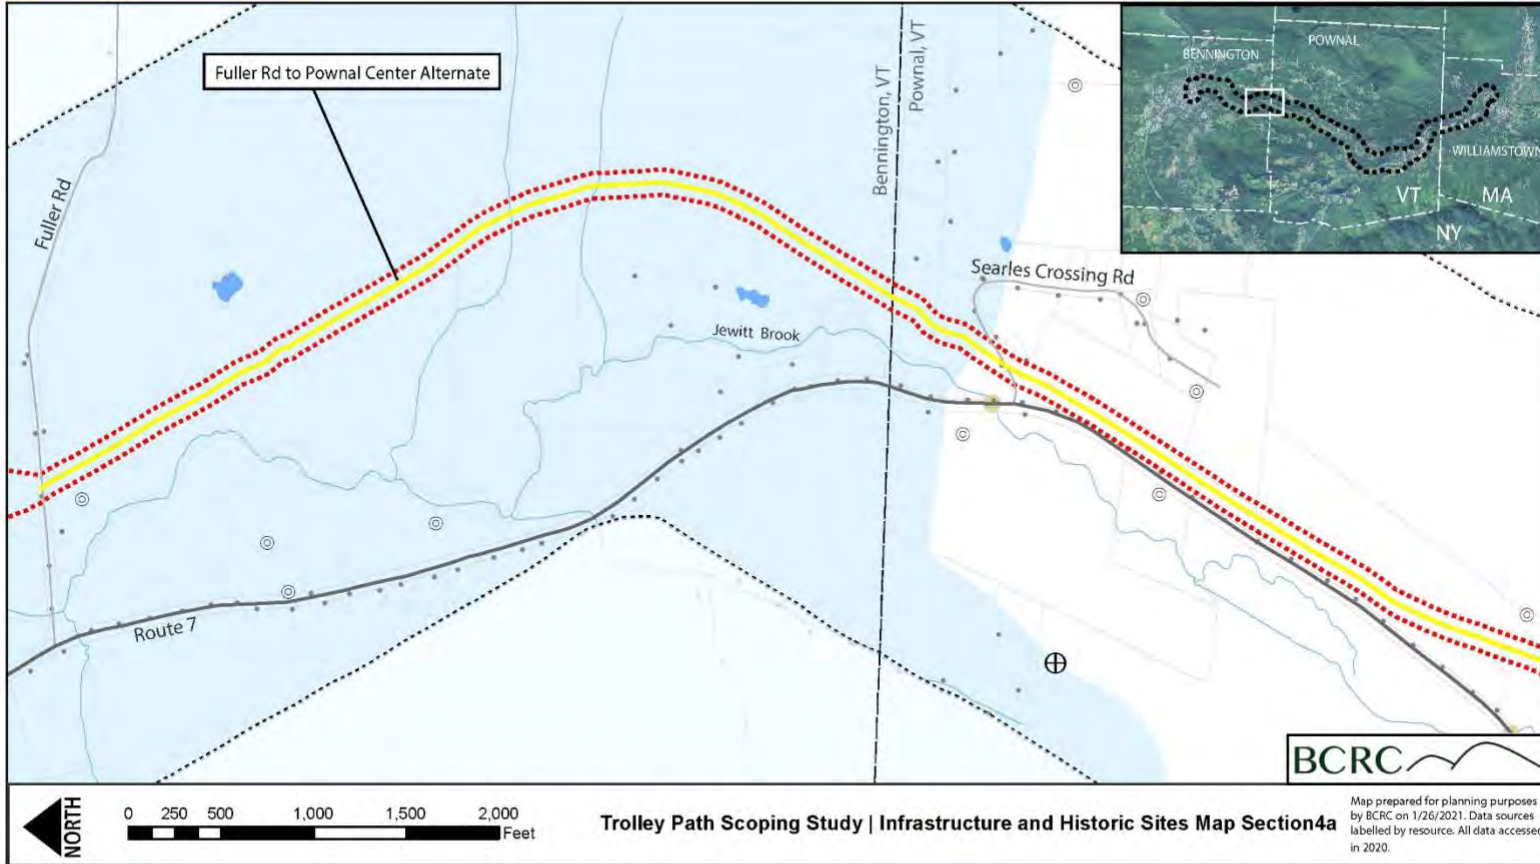 Fuller Rd to Pownal Center Alternate
Fuller Rd
Bennington, VT
Pownal, VT
BENNINGTON
POWNAL
WILLIAMSTOWN
VT
MA
NY
Searles Crossing Rd
Jewitt Brook
Route 7
BCRC
NORTH
0 250 500 1,000 1,500 2,000
Feet
Trolley Path Scoping Study | Infrastructure and Historic Sites Map Section4a
Map prepared for planning purposes
by BCRC on 1/26/2021. Data sources
labelled by resource. All data accessed
in 2020.